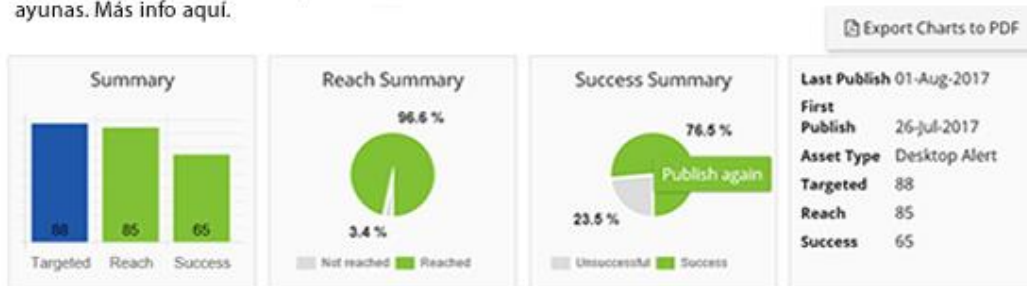 ayunas. Más info aquí.
Export Charts to PDF
Summary
88
85
65
Targeted
Reach
Success
Reach Summary
96.6 %
3.4 %
Not reached
Reached
Success Summary
76.5 %
Publish again
23.5 %
Unsuccessful
Success
Last Publish 01-Aug-2017
First
Publish 26-Jul-2017
Asset Type Desktop Alert
Targeted 88
Reach 85
Success 65